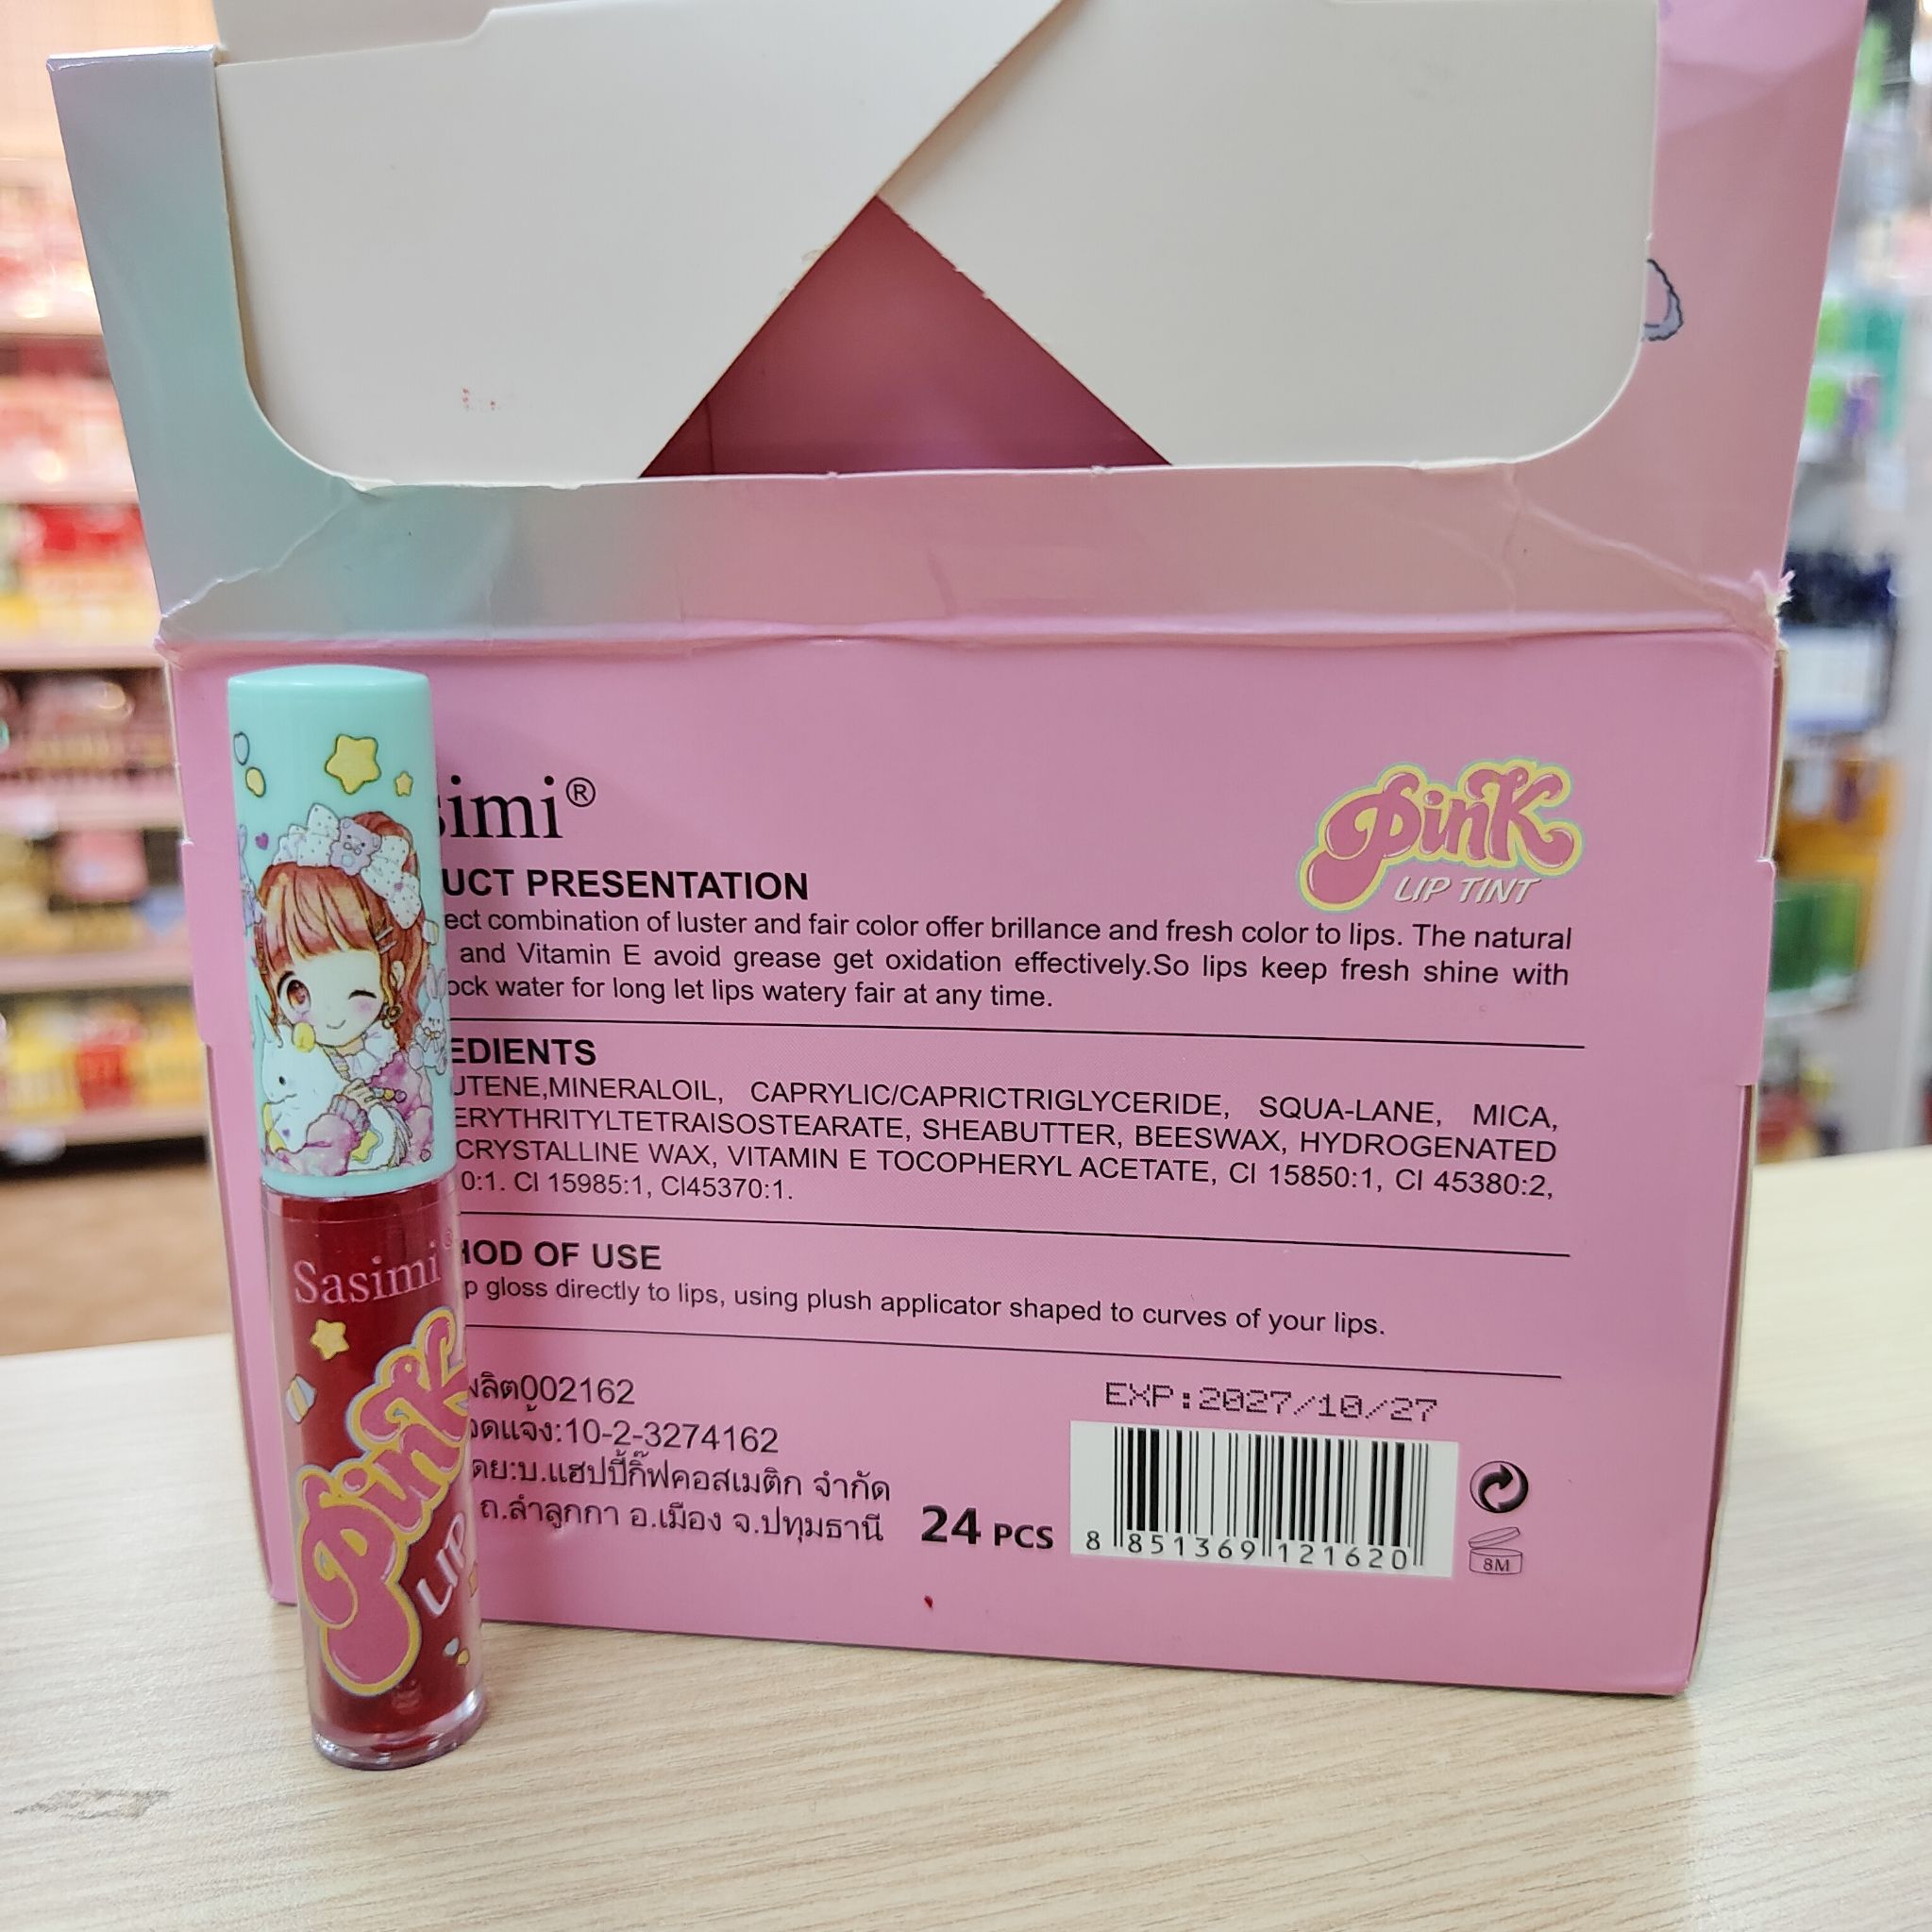 simi®
Pink
LIP TINT
UCT PRESENTATION
ect combination of luster and fair color offer brillance and fresh color to lips. The natural
and Vitamin E avoid grease get oxidation effectively.So lips keep fresh shine with
ock water for long let lips watery fair at any time.
EDIENTS
UTENE,MINERALOIL, CAPRYLIC/CAPRICTRIGLYCERIDE, SQUA-LANE, MICA,
ERYTHRITYLTETRAISOSTEARATE, SHEABUTTER, BEESWAX, HYDROGENATED
CRYSTALLINE WAX, VITAMIN E TOCOPHERYL ACETATE, CI 15850:1, CI 45380:2,
0:1. CI 15985:1, CI45370:1.
HOD OF USE
p gloss directly to lips, using plush applicator shaped to curves of your lips.
ผลิต002162
จดแจ้ง:10-2-3274162
ดย:บ.แฮปปี้กิ๊ฟคอสเมติก จำกัด
ถ.ลำลูกกา อ.เมือง จ.ปทุมธานี
24 PCS
EXP:2027/10/27
8 851369 121620
8M
Sasimi®
Pink
LIP